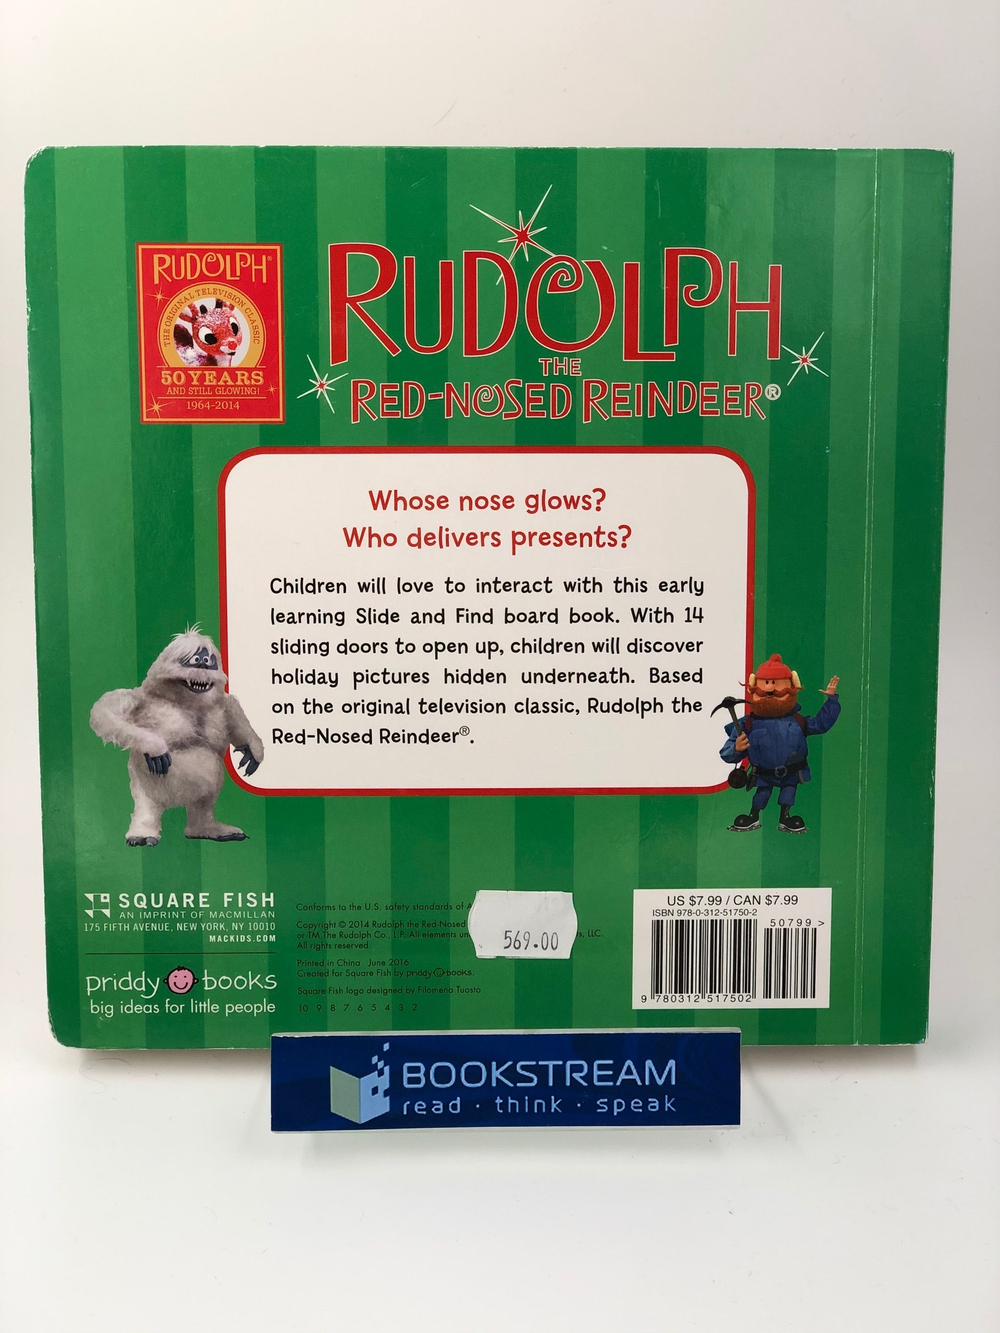 RUDOLPH®
THE ORIGINAL TELEVISION CLASSIC
50 YEARS
AND STILL GLOWING!
1964-2014
RUDOLPH
THE
RED-NOSED REINDEER®
Whose nose glows?
Who delivers presents?
Children will love to interact with this early
learning Slide and Find board book. With 14
sliding doors to open up, children will discover
holiday pictures hidden underneath. Based
on the original television classic, Rudolph the
Red-Nosed Reindeer®.
SQUARE FISH
AN IMPRINT OF MACMILLAN
175 FIFTH AVENUE, NEW YORK, NY 10010
MACKIDS.COM
priddy books
big ideas for little people
Conforms to the U.S. safety standards of
Copyright © 2014 Rudolph the Red-Nosed
or TM The Rudolph Co., L.P. All elements LLC.
All rights reserved.
Printed in China June 2016
Created for Square Fish by priddy books.
Square Fish logo designed by Filomena Tuosto
10 9 8 7 6 5 4 3 2
569.00
US $7.99 / CAN $7.99
ISBN 978-0-312-51750-2
50799 >
9 780312 517502
BOOKSTREAM
read · think · speak